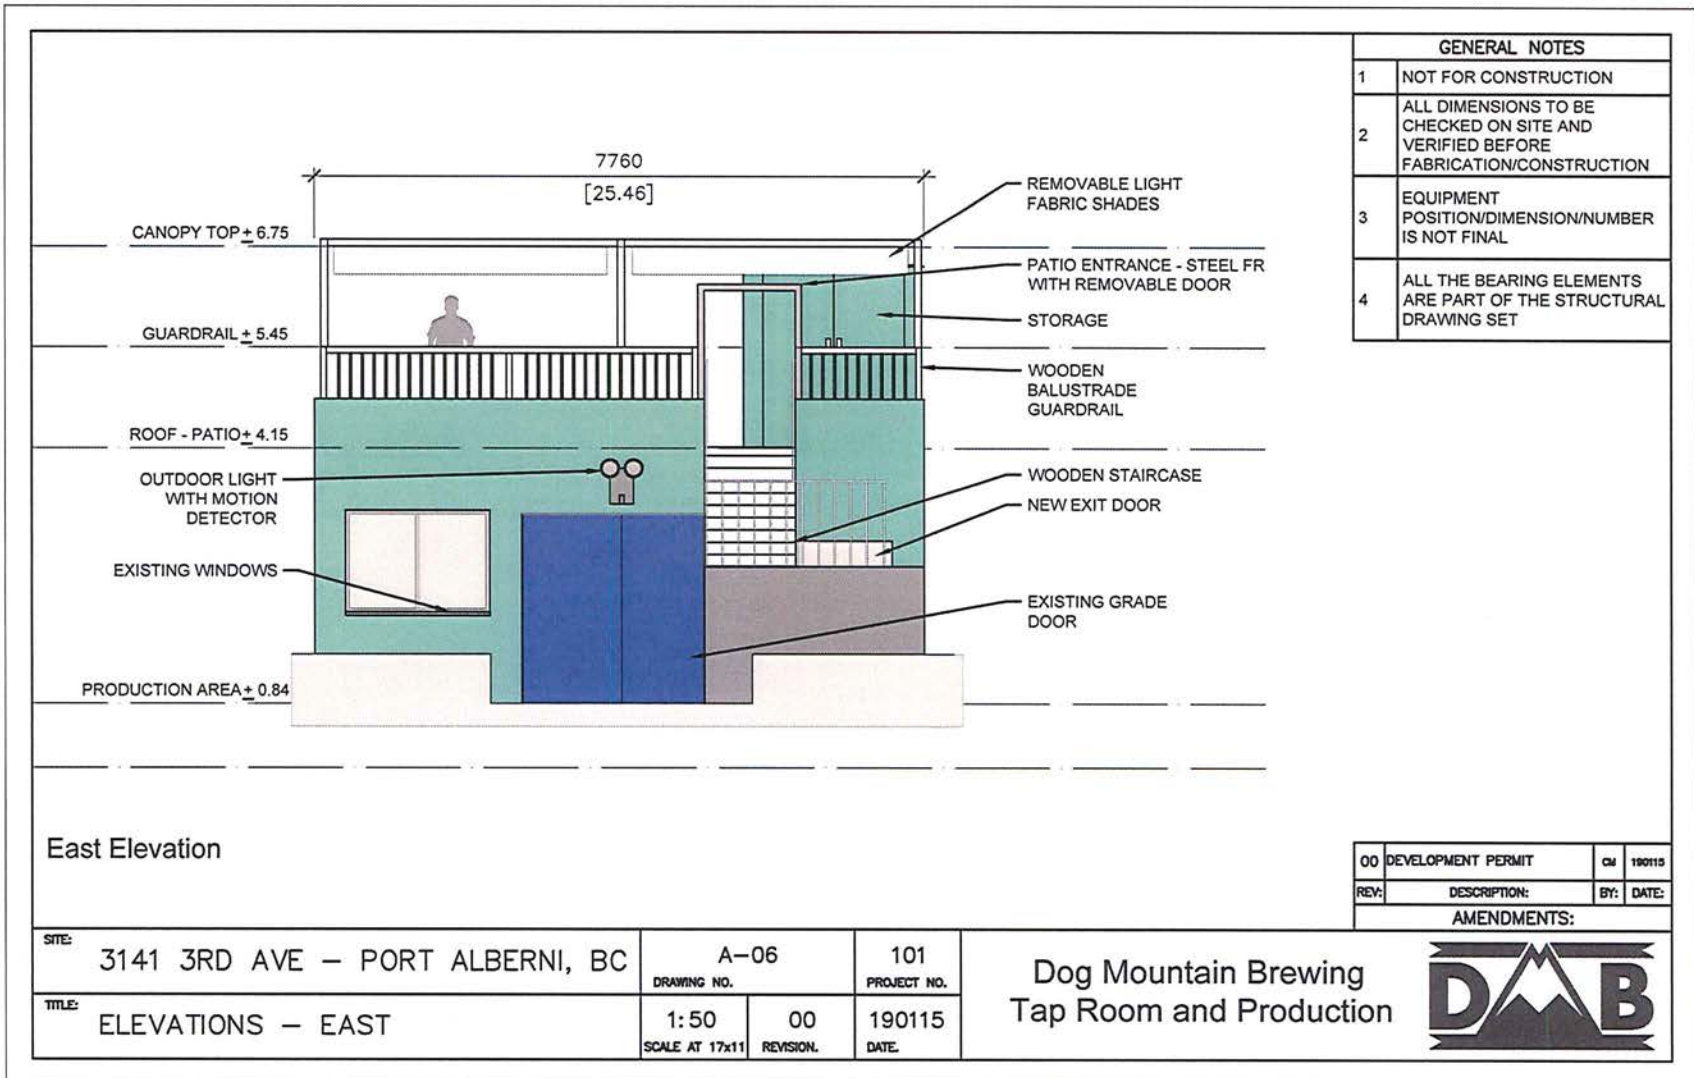 GENERAL NOTES
1 NOT FOR CONSTRUCTION
2 ALL DIMENSIONS TO BE
CHECKED ON SITE AND
VERIFIED BEFORE
FABRICATION/CONSTRUCTION
3 EQUIPMENT
POSITION/DIMENSION/NUMBER
IS NOT FINAL
4 ALL THE BEARING ELEMENTS
ARE PART OF THE STRUCTURAL
DRAWING SET
7760
[25.46]
CANOPY TOP ± 6.75
GUARDRAIL ± 5.45
ROOF - PATIO ± 4.15
OUTDOOR LIGHT
WITH MOTION
DETECTOR
EXISTING WINDOWS
PRODUCTION AREA ± 0.84
REMOVABLE LIGHT
FABRIC SHADES
PATIO ENTRANCE - STEEL FR
WITH REMOVABLE DOOR
STORAGE
WOODEN
BALUSTRADE
GUARDRAIL
WOODEN STAIRCASE
NEW EXIT DOOR
EXISTING GRADE
DOOR
East Elevation
00 DEVELOPMENT PERMIT CM 190115
REV: DESCRIPTION: BY: DATE:
AMENDMENTS:
SITE: 3141 3RD AVE – PORT ALBERNI, BC
TITLE: ELEVATIONS – EAST
A-06
DRAWING NO.
101
PROJECT NO.
1:50
SCALE AT 17x11
00
REVISION.
190115
DATE.
Dog Mountain Brewing
Tap Room and Production
DMB